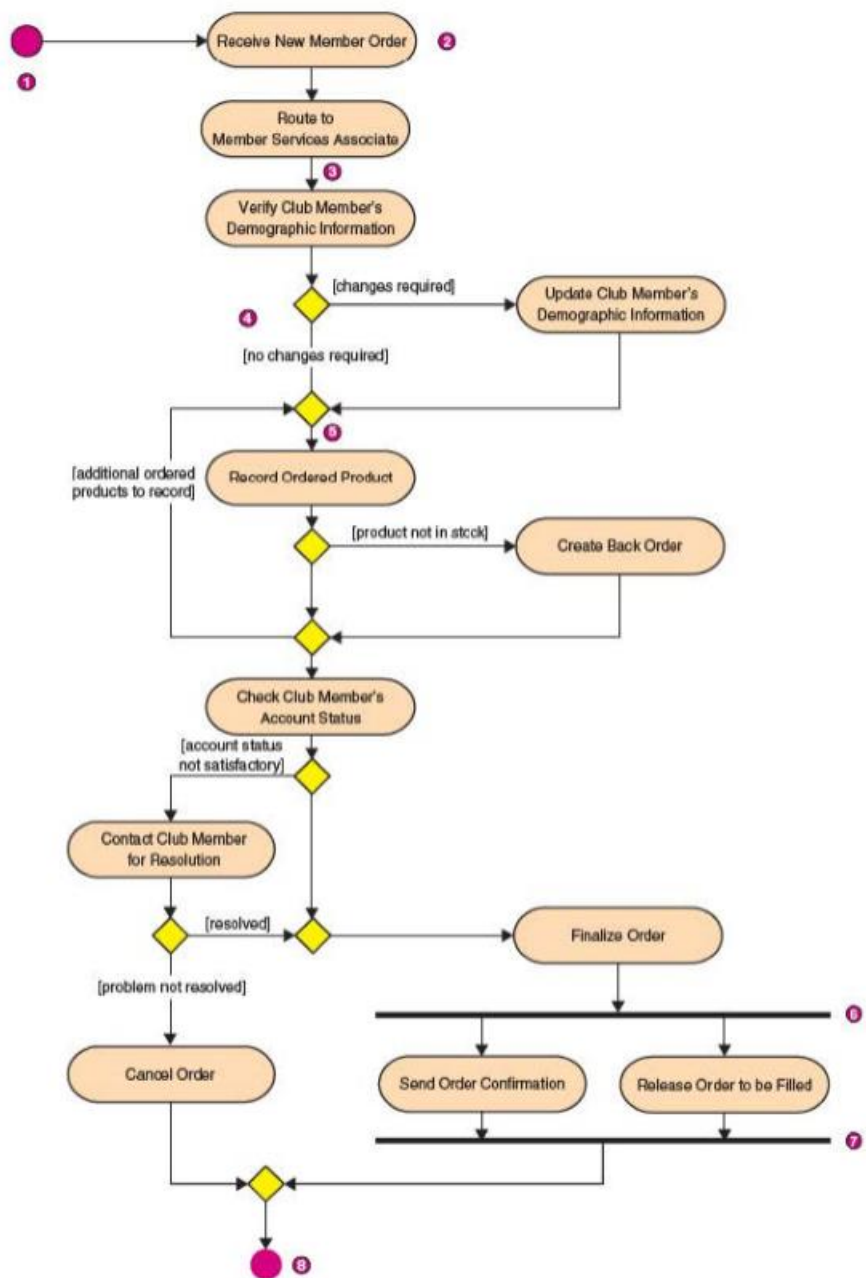 Receive New Member Order
2
1
Route to
Member Services Associate
3
Verify Club Member's
Demographic Information
[changes required]
Update Club Member's
Demographic Information
4
[no changes required]
5
[additional ordered
products to record]
Record Ordered Product
[product not in stcck]
Create Back Order
Check Club Member's
Account Status
[account status
not satisfactory]
Contact Club Member
for Resolution
[resolved]
Finalize Order
[problem not resolved]
6
Cancel Order
Send Order Confirmation
Release Order to be Filled
7
8